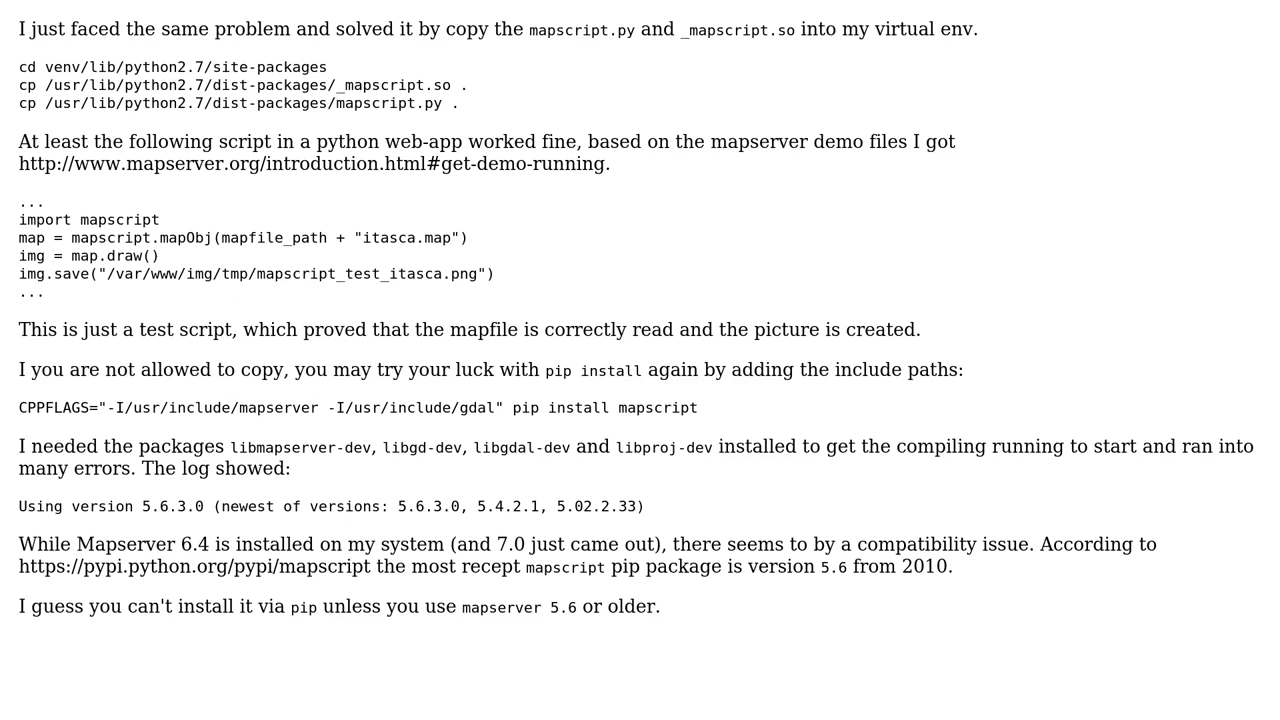 I just faced the same problem and solved it by copy the mapscript.py and _mapscript.so into my virtual env.
cd venv/lib/python2.7/site-packages
cp /usr/lib/python2.7/dist-packages/_mapscript.so .
cp /usr/lib/python2.7/dist-packages/mapscript.py .
At least the following script in a python web-app worked fine, based on the mapserver demo files I got
http://www.mapserver.org/introduction.html#get-demo-running.
...
import mapscript
map = mapscript.mapObj(mapfile_path + "itasca.map")
img = map.draw()
img.save("/var/www/img/tmp/mapscript_test_itasca.png")
...
This is just a test script, which proved that the mapfile is correctly read and the picture is created.
I you are not allowed to copy, you may try your luck with pip install again by adding the include paths:
CPPFLAGS="-I/usr/include/mapserver -I/usr/include/gdal" pip install mapscript
I needed the packages libmapserver-dev, libgd-dev, libgdal-dev and libproj-dev installed to get the compiling running to start and ran into
many errors. The log showed:
Using version 5.6.3.0 (newest of versions: 5.6.3.0, 5.4.2.1, 5.02.2.33)
While Mapserver 6.4 is installed on my system (and 7.0 just came out), there seems to by a compatibility issue. According to
https://pypi.python.org/pypi/mapscript the most recept mapscript pip package is version 5.6 from 2010.
I guess you can't install it via pip unless you use mapserver 5.6 or older.